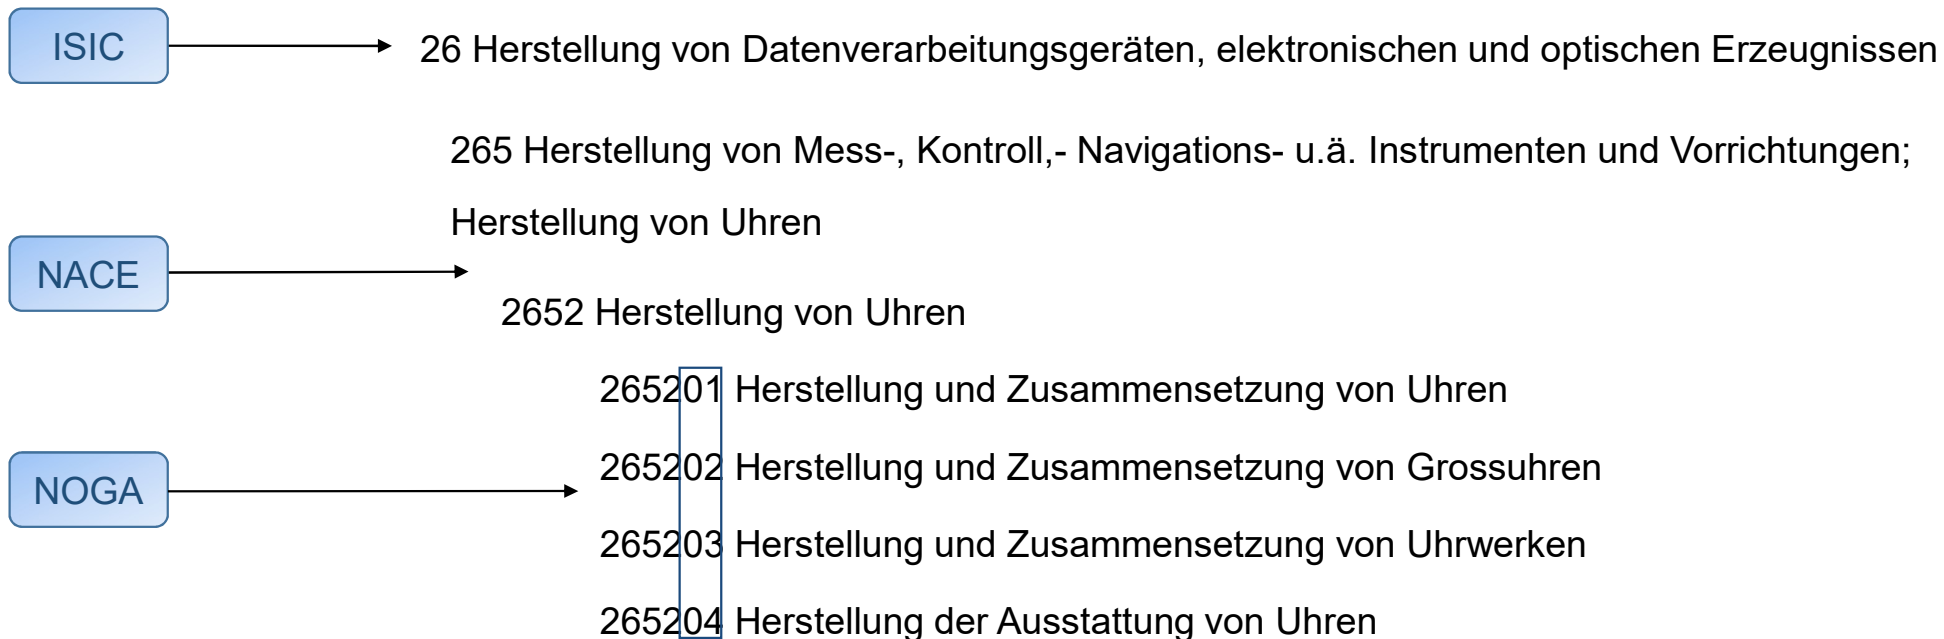 ISIC
26 Herstellung von Datenverarbeitungsgeräten, elektronischen und optischen Erzeugnissen
265 Herstellung von Mess-, Kontroll,- Navigations- u.ä. Instrumenten und Vorrichtungen;
Herstellung von Uhren
NACE
2652 Herstellung von Uhren
265201 Herstellung und Zusammensetzung von Uhren
265202 Herstellung und Zusammensetzung von Grossuhren
NOGA
265203 Herstellung und Zusammensetzung von Uhrwerken
265204 Herstellung der Ausstattung von Uhren